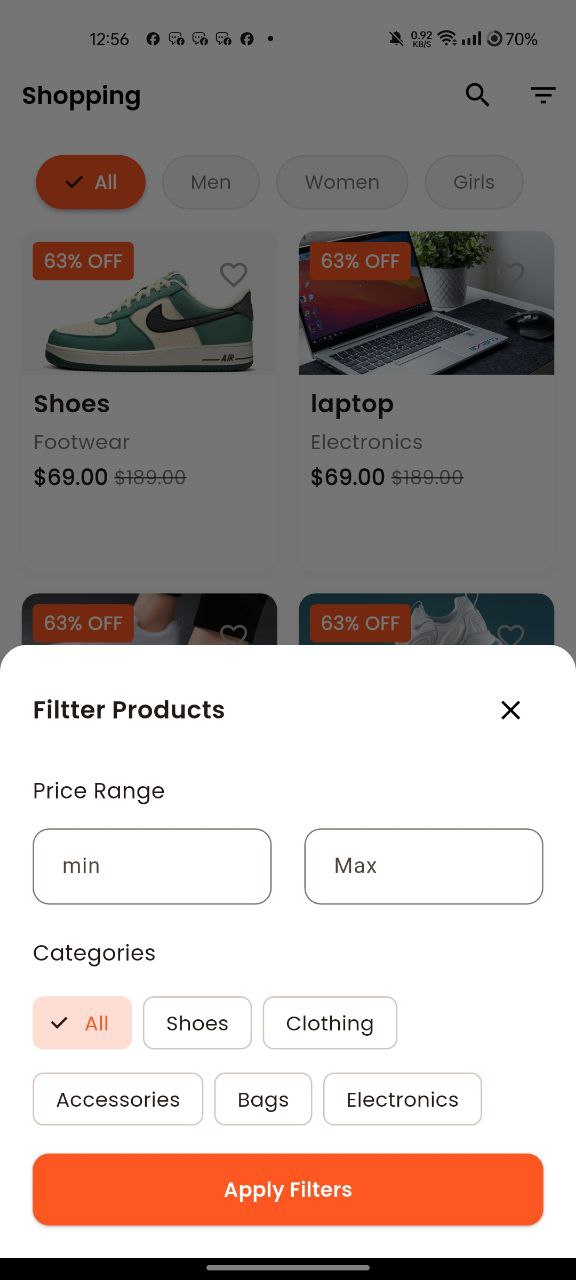 12:56 0.92 KB/S 70%
Shopping
All Men Women Girls
63% OFF 63% OFF
AIR
Shoes laptop
Footwear Electronics
$69.00 $189.00 $69.00 $189.00
63% OFF 63% OFF
Filtter Products
Price Range
min Max
Categories
All Shoes Clothing
Accessories Bags Electronics
Apply Filters